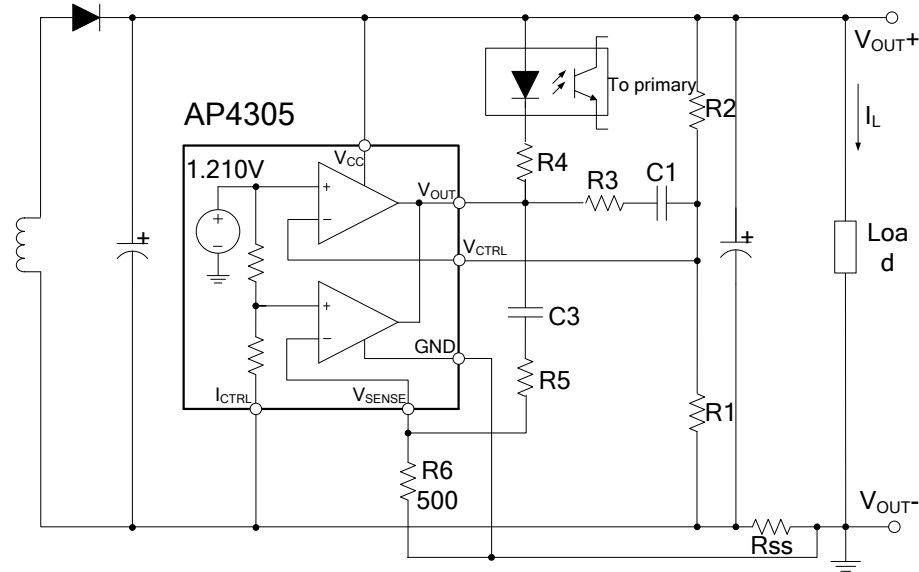 VOUT+
To primary
R2
IL
AP4305
VCC
R4
1.210V
C1
R3
VOUT
+
+
+
−
−
VCTRL
+
+
Loa
d
C3
+
−
GND
R5
ICTRL
VSENSE
R1
R6
500
VOUT-
Rss